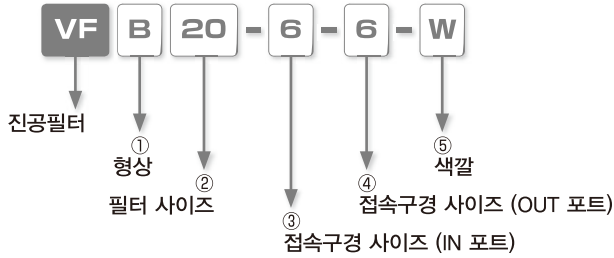 VF B 20 - 6 - 6 - W
진공필터
①
형상
②
필터 사이즈
③
접속구경 사이즈 (IN 포트)
④
접속구경 사이즈 (OUT 포트)
⑤
색깔